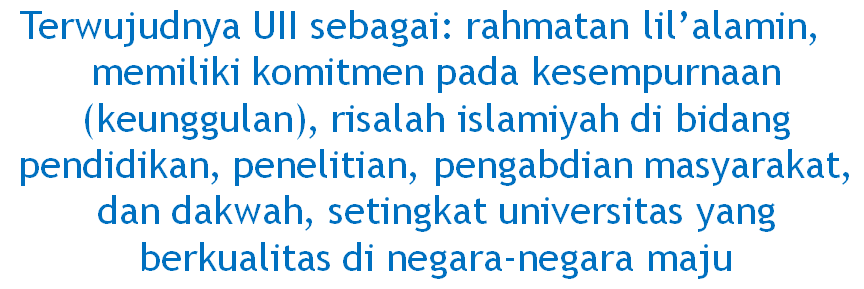 Terwujudnya UII sebagai: rahmatan lil’alamin,
memiliki komitmen pada kesempurnaan
(keunggulan), risalah islamiyah di bidang
pendidikan, penelitian, pengabdian masyarakat,
dan dakwah, setingkat universitas yang
berkualitas di negara-negara maju